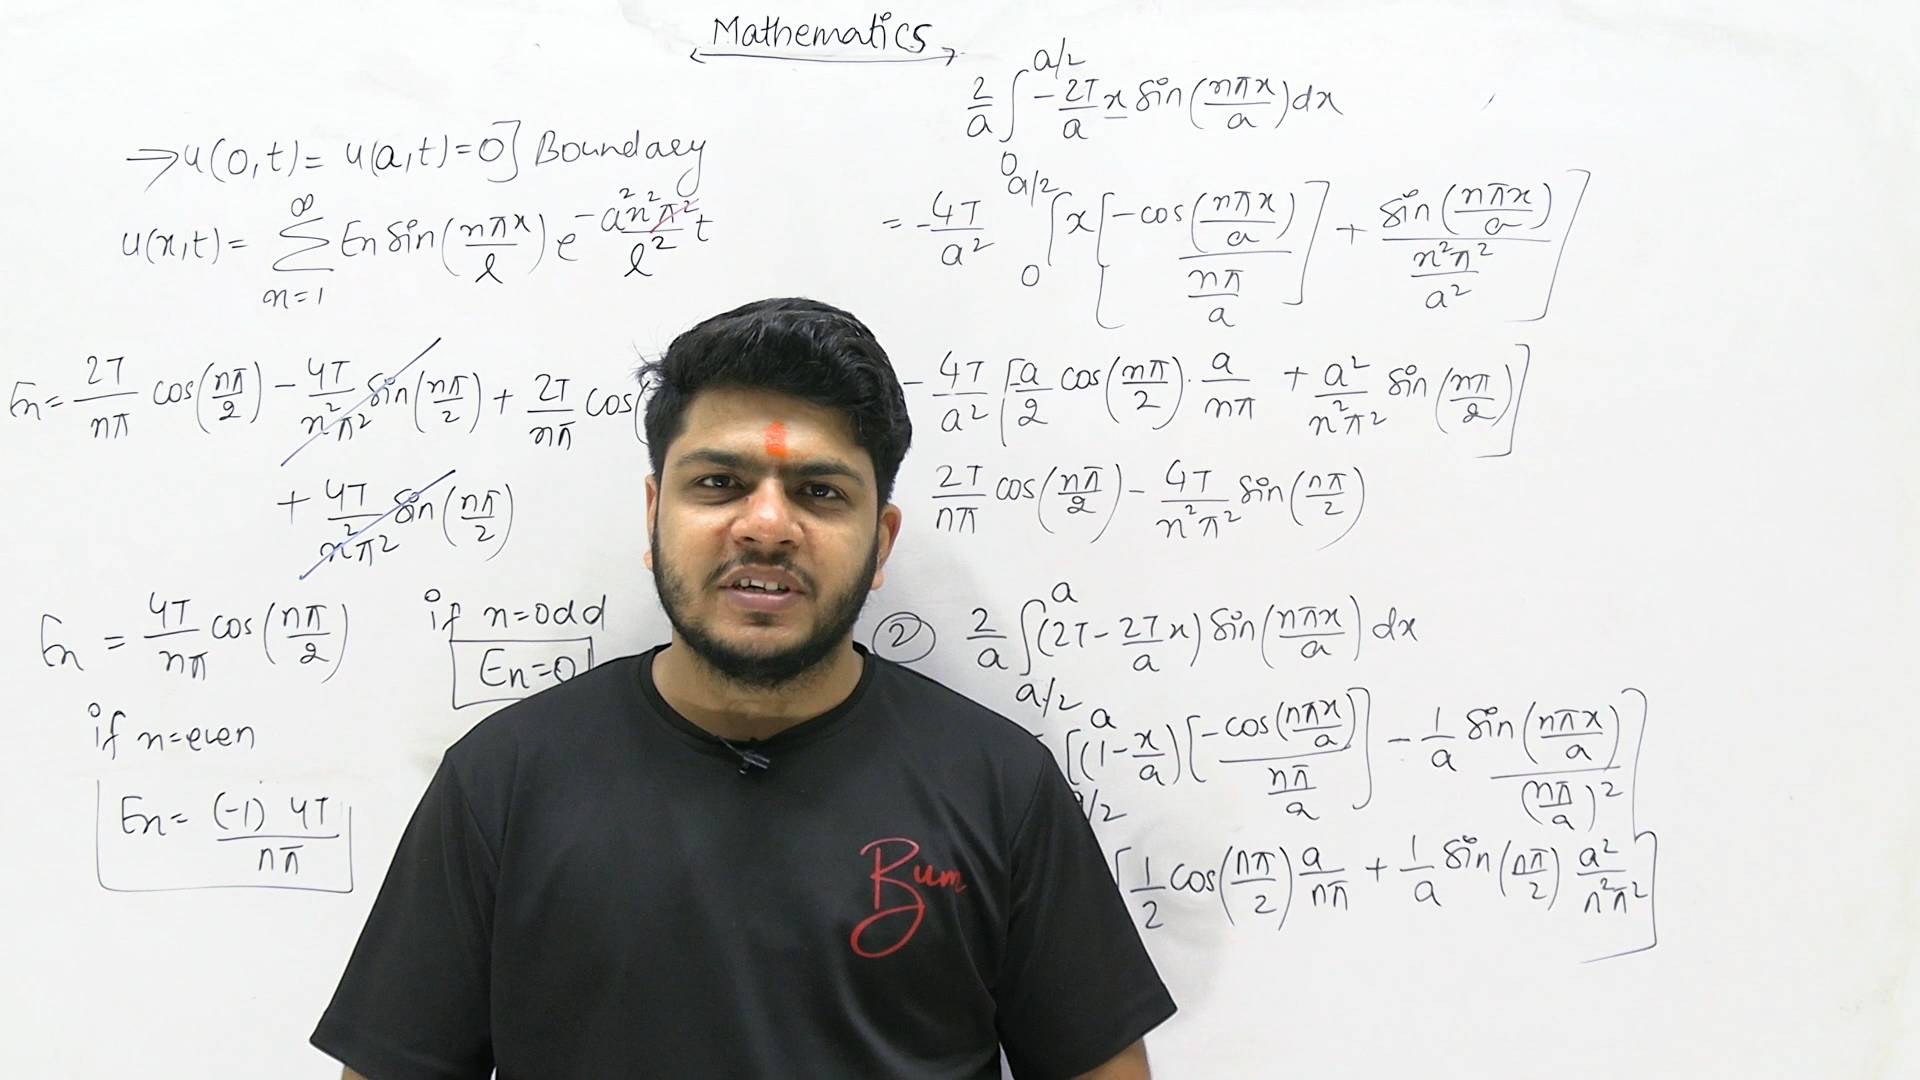 Mathematics
→ u(0,t) = u(a,t) = 0] Boundary
u(x,t) = ∞ Σ n=1 En sin(nπx/l) e^(-a²n²π²/l² t)
En = 2T/nπ cos(nπ/2) - 4T/n²π² sin(nπ/2) + 2T/nπ cos(
+ 4T/n²π² sin(nπ/2)
En = 4T/nπ cos(nπ/2)
if n=odd
En=0
if n=even
En = (-1) 4T/nπ
2/a ∫₀^(a/2) -2T/a x sin(nπx/a) dx
= -4T/a² ₀^(a/2)[x[-cos(nπx/a)/(nπ/a)] + sin(nπx/a)/(n²π²/a²)]
- 4T/a² [-a/2 cos(nπ/2) · a/nπ + a²/n²π² sin(nπ/2)]
2T/nπ cos(nπ/2) - 4T/n²π² sin(nπ/2)
② 2/a ∫_(a/2)^a (2T - 2T/a x) sin(nπx/a) dx
a/2 a [(1-x/a)[-cos(nπx/a)/(nπ/a)] - 1/a sin(nπx/a)/(nπ/a)²]
[1/2 cos(nπ/2) a/nπ + 1/a sin(nπ/2) a²/n²π²]
Bum